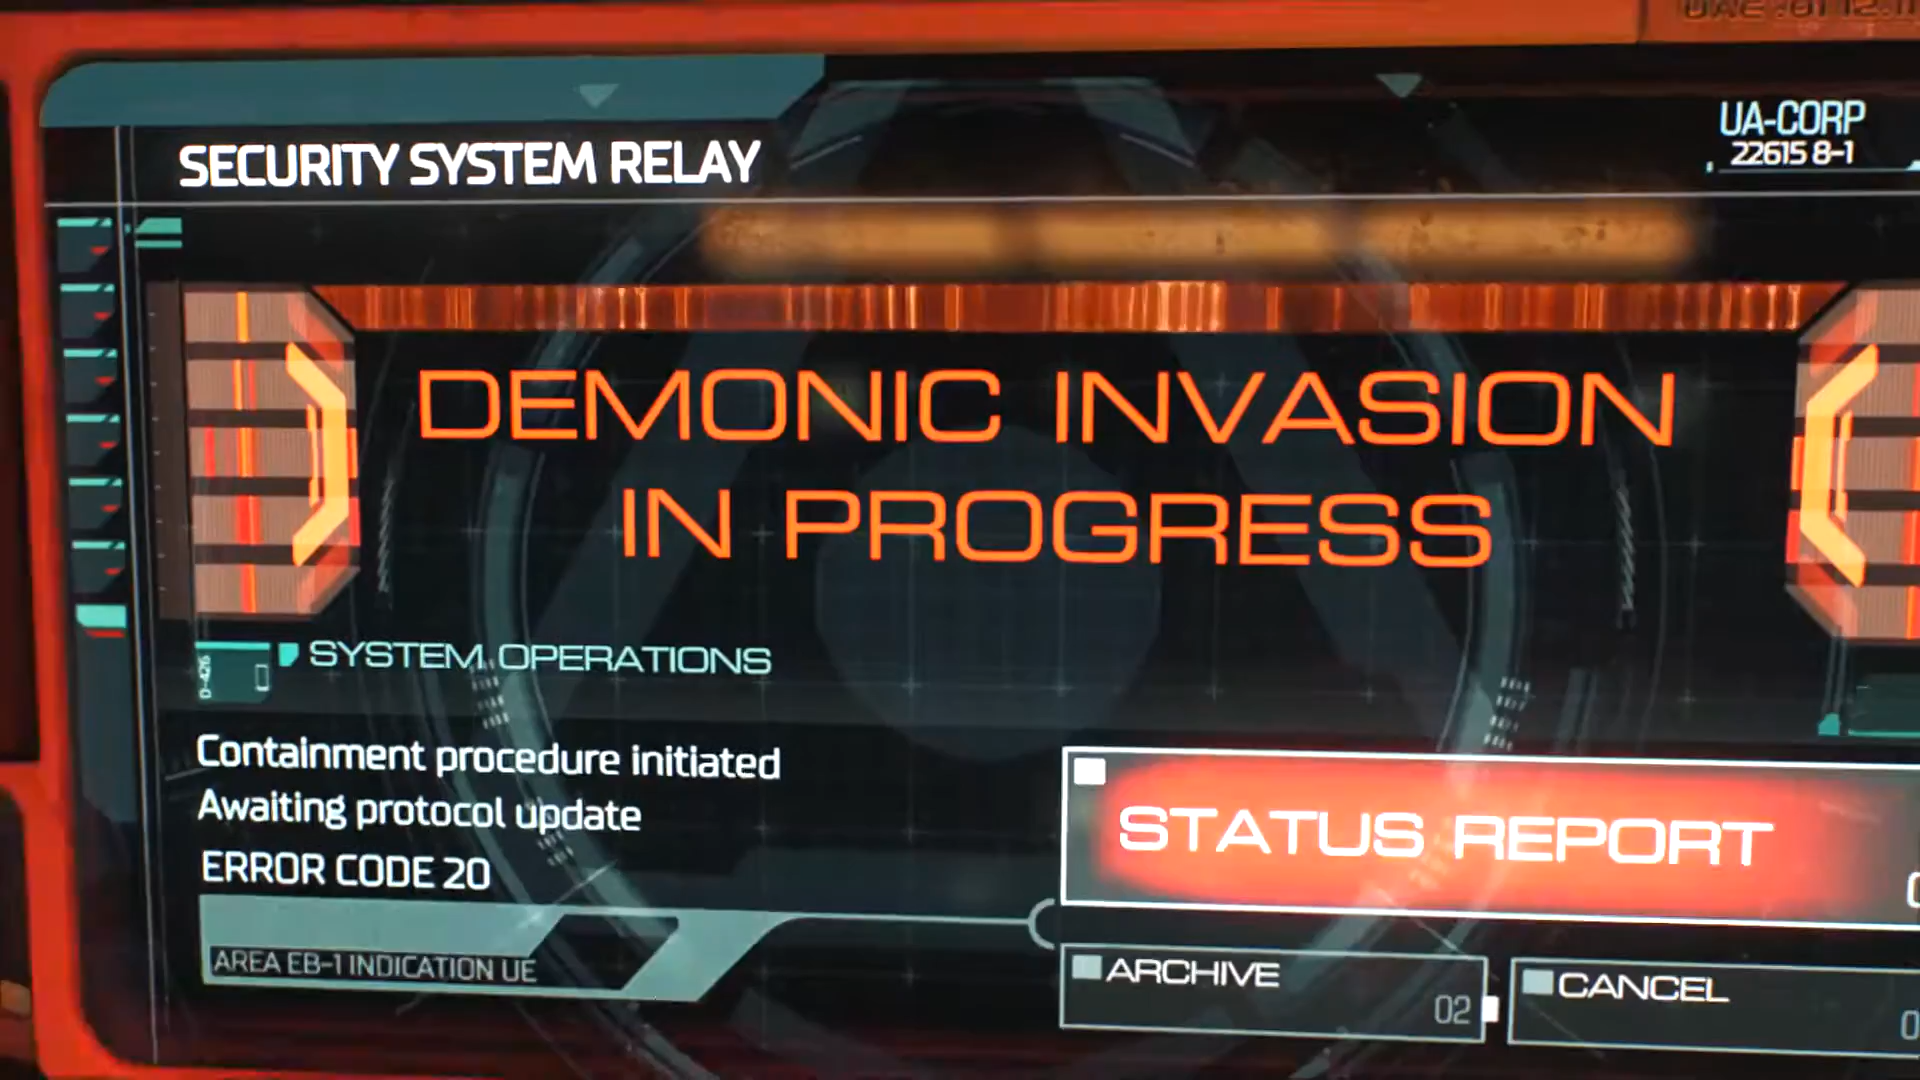 UA-CORP
22615 8-1
SECURITY SYSTEM RELAY
DEMONIC INVASION
IN PROGRESS
D-426
SYSTEM OPERATIONS
Containment procedure initiated
Awaiting protocol update
ERROR CODE 20
STATUS REPORT
AREA EB-1 INDICATION UE
ARCHIVE
02
CANCEL